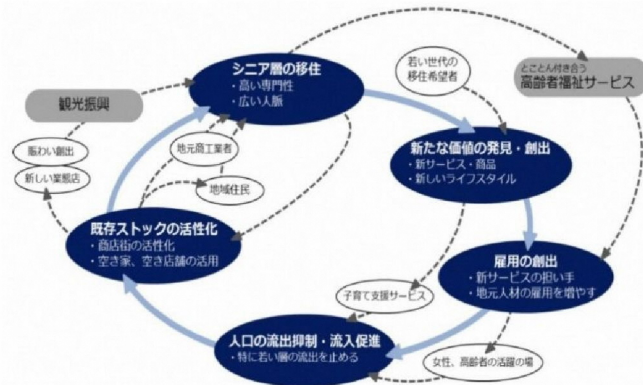 シニア層の移住
・高い専門性
・広い人脈
若い世代の
移住希望者
とことん付き合う
高齢者福祉サービス
観光振興
賑わい創出
新しい業態店
地元商工業者
地域住民
新たな価値の発見・創出
・新サービス・商品
・新しいライフスタイル
既存ストックの活性化
・商店街の活性化
・空き家、空き店舗の活用
雇用の創出
・新サービスの担い手
・地元人材の雇用を増やす
子育て支援サービス
人口の流出抑制・流入促進
・特に若い層の流出を止める
女性、高齢者の活躍の場